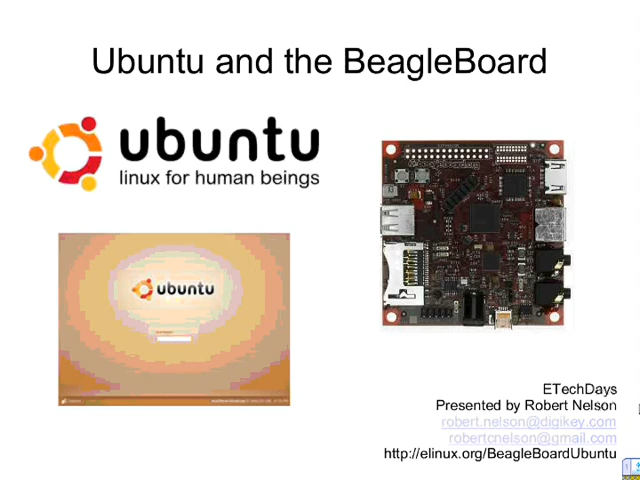 Ubuntu and the BeagleBoard
ubuntu
linux for human beings
ubuntu
ETechDays
Presented by Robert Nelson
robert.nelson@digikey.com
robertcnelson@gmail.com
http://elinux.org/BeagleBoardUbuntu